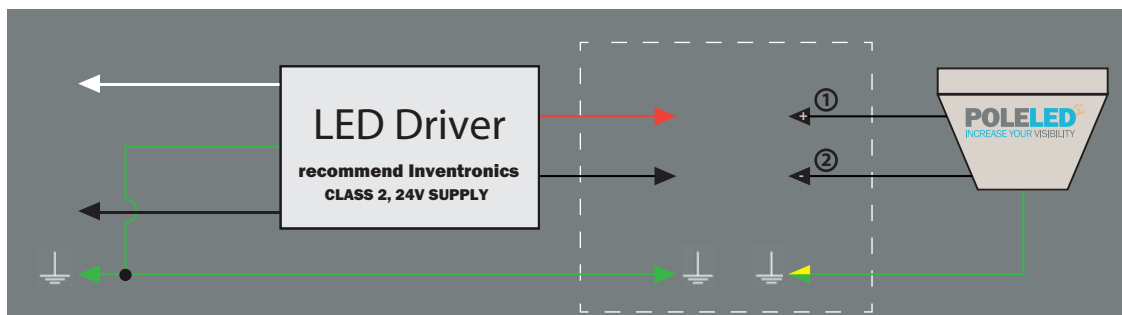 LED Driver
recommend Inventronics
CLASS 2, 24V SUPPLY
1
+
2
-
POLELED
INCREASE YOUR VISIBILITY